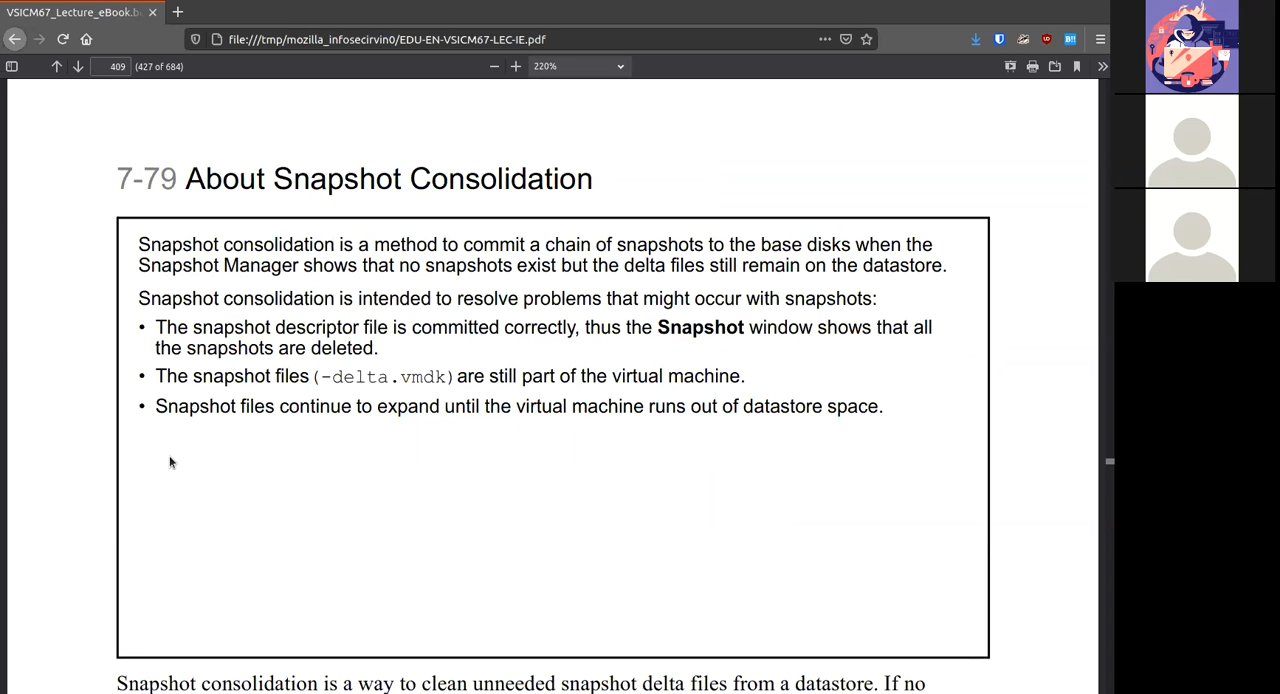 VSICM67_Lecture_eBook.b
file:///tmp/mozilla_infosecirvin0/EDU-EN-VSICM67-LEC-IE.pdf
409 (427 of 684)
220%
7-79 About Snapshot Consolidation
Snapshot consolidation is a method to commit a chain of snapshots to the base disks when the
Snapshot Manager shows that no snapshots exist but the delta files still remain on the datastore.
Snapshot consolidation is intended to resolve problems that might occur with snapshots:
• The snapshot descriptor file is committed correctly, thus the Snapshot window shows that all
the snapshots are deleted.
• The snapshot files (-delta.vmdk) are still part of the virtual machine.
• Snapshot files continue to expand until the virtual machine runs out of datastore space.
Snapshot consolidation is a way to clean unneeded snapshot delta files from a datastore. If no